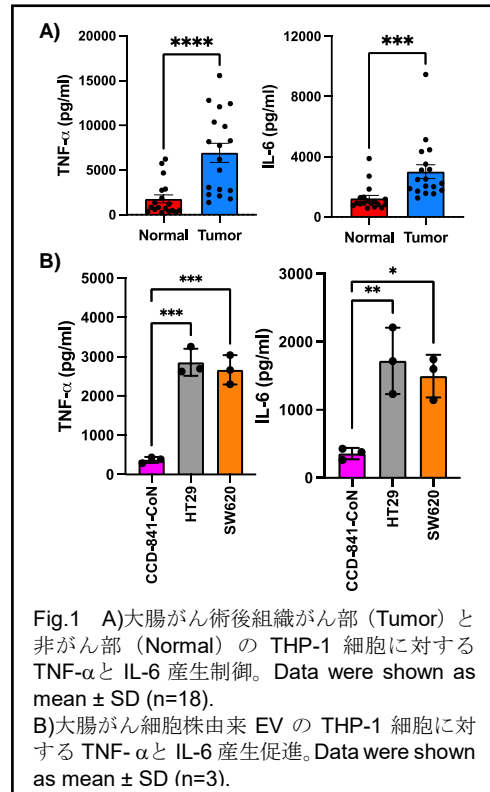 A)
****
***
TNF-α (pg/ml)
20000
15000
10000
5000
0
Normal Tumor
IL-6 (pg/ml)
12000
8000
4000
0
Normal Tumor
B)
***
***
*
**
TNF-α (pg/ml)
4000
3000
2000
1000
0
CCD-841-CoN
HT29
SW620
IL-6 (pg/ml)
3000
2000
1000
0
CCD-841-CoN
HT29
SW620
Fig.1 A)大腸がん術後組織がん部（Tumor）と
非がん部（Normal）の THP-1 細胞に対する
TNF-αと IL-6 産生制御。Data were shown as
mean ± SD (n=18).
B)大腸がん細胞株由来 EV の THP-1 細胞に対
する TNF- αと IL-6 産生促進。Data were shown
as mean ± SD (n=3).